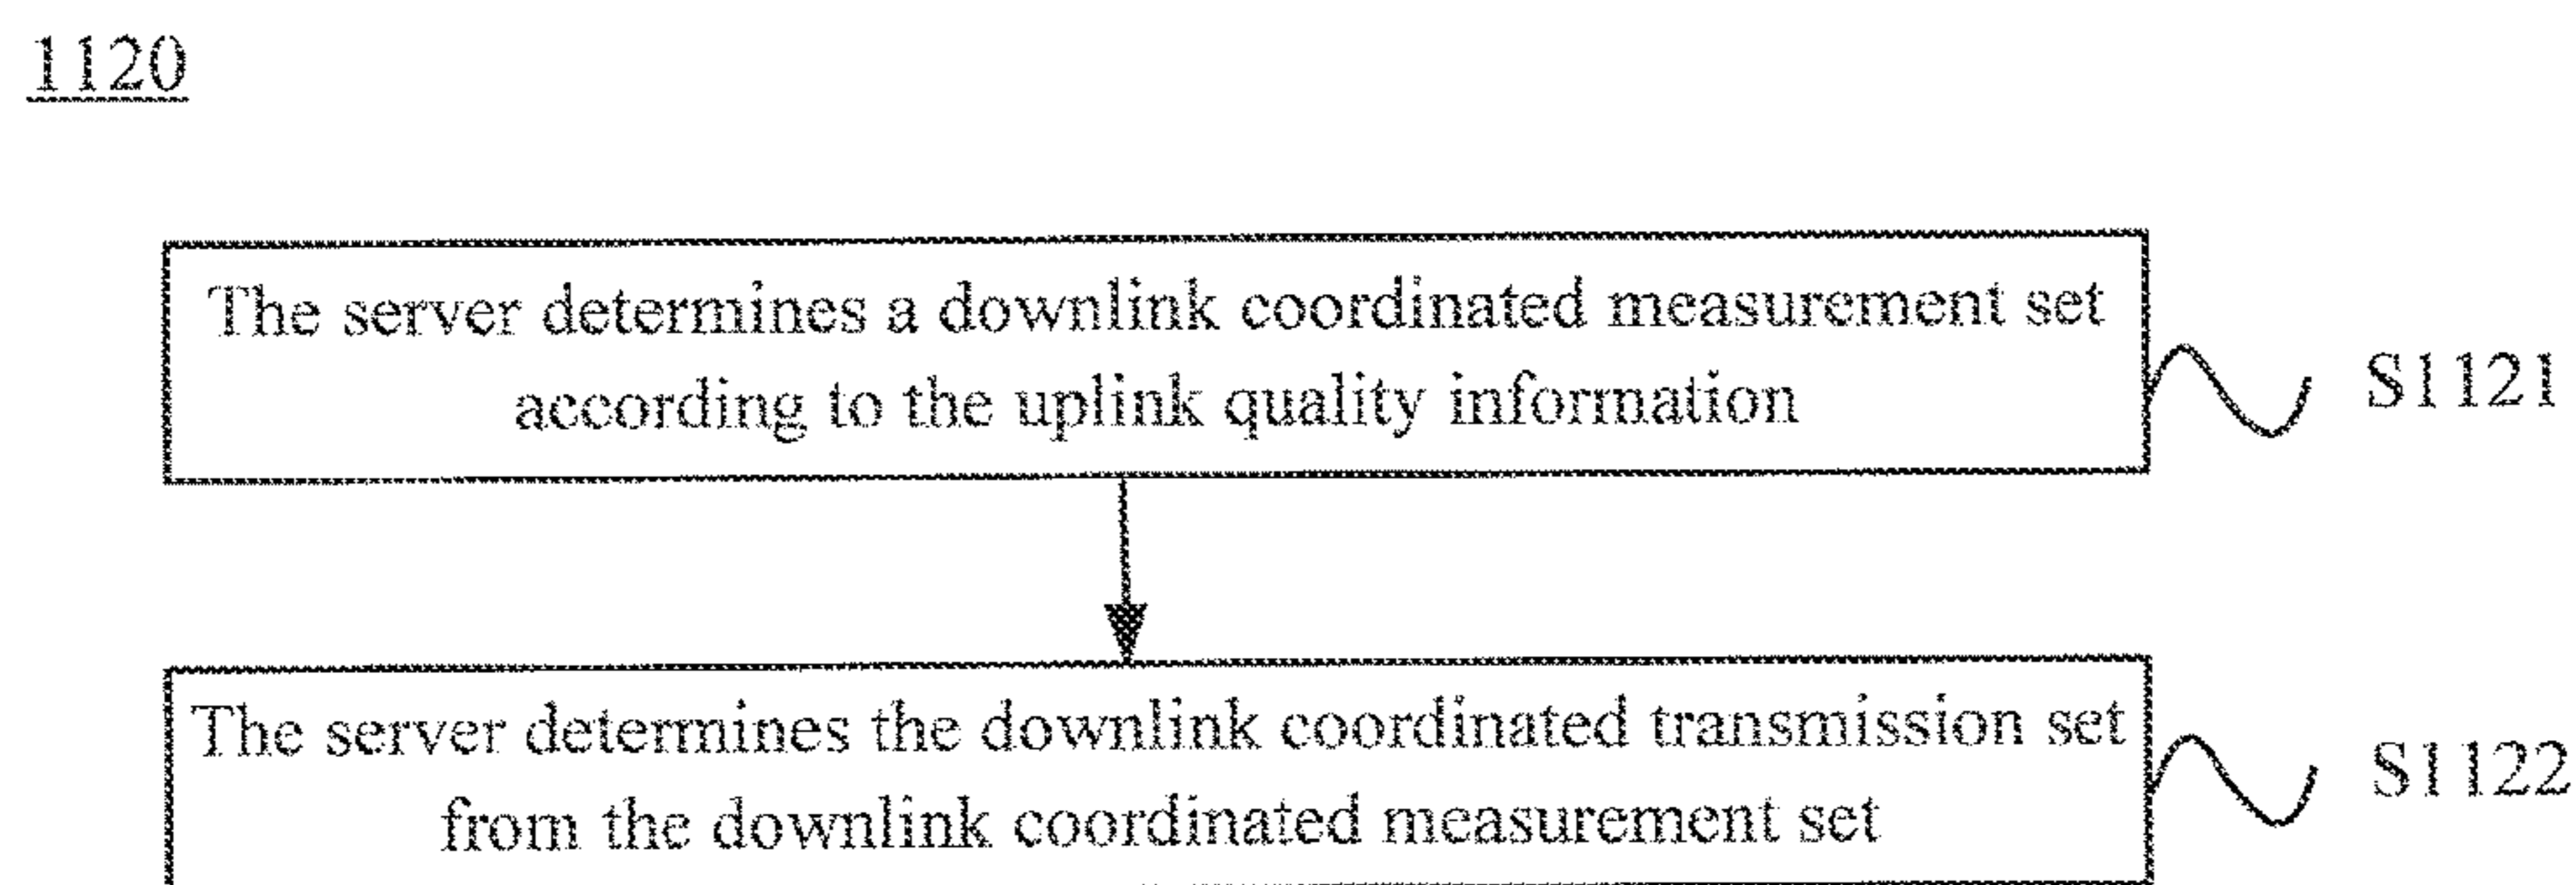 1120
The server determines a downlink coordinated measurement set
according to the uplink quality information
S1121
The server determines the downlink coordinated transmission set
from the downlink coordinated measurement set
S1122